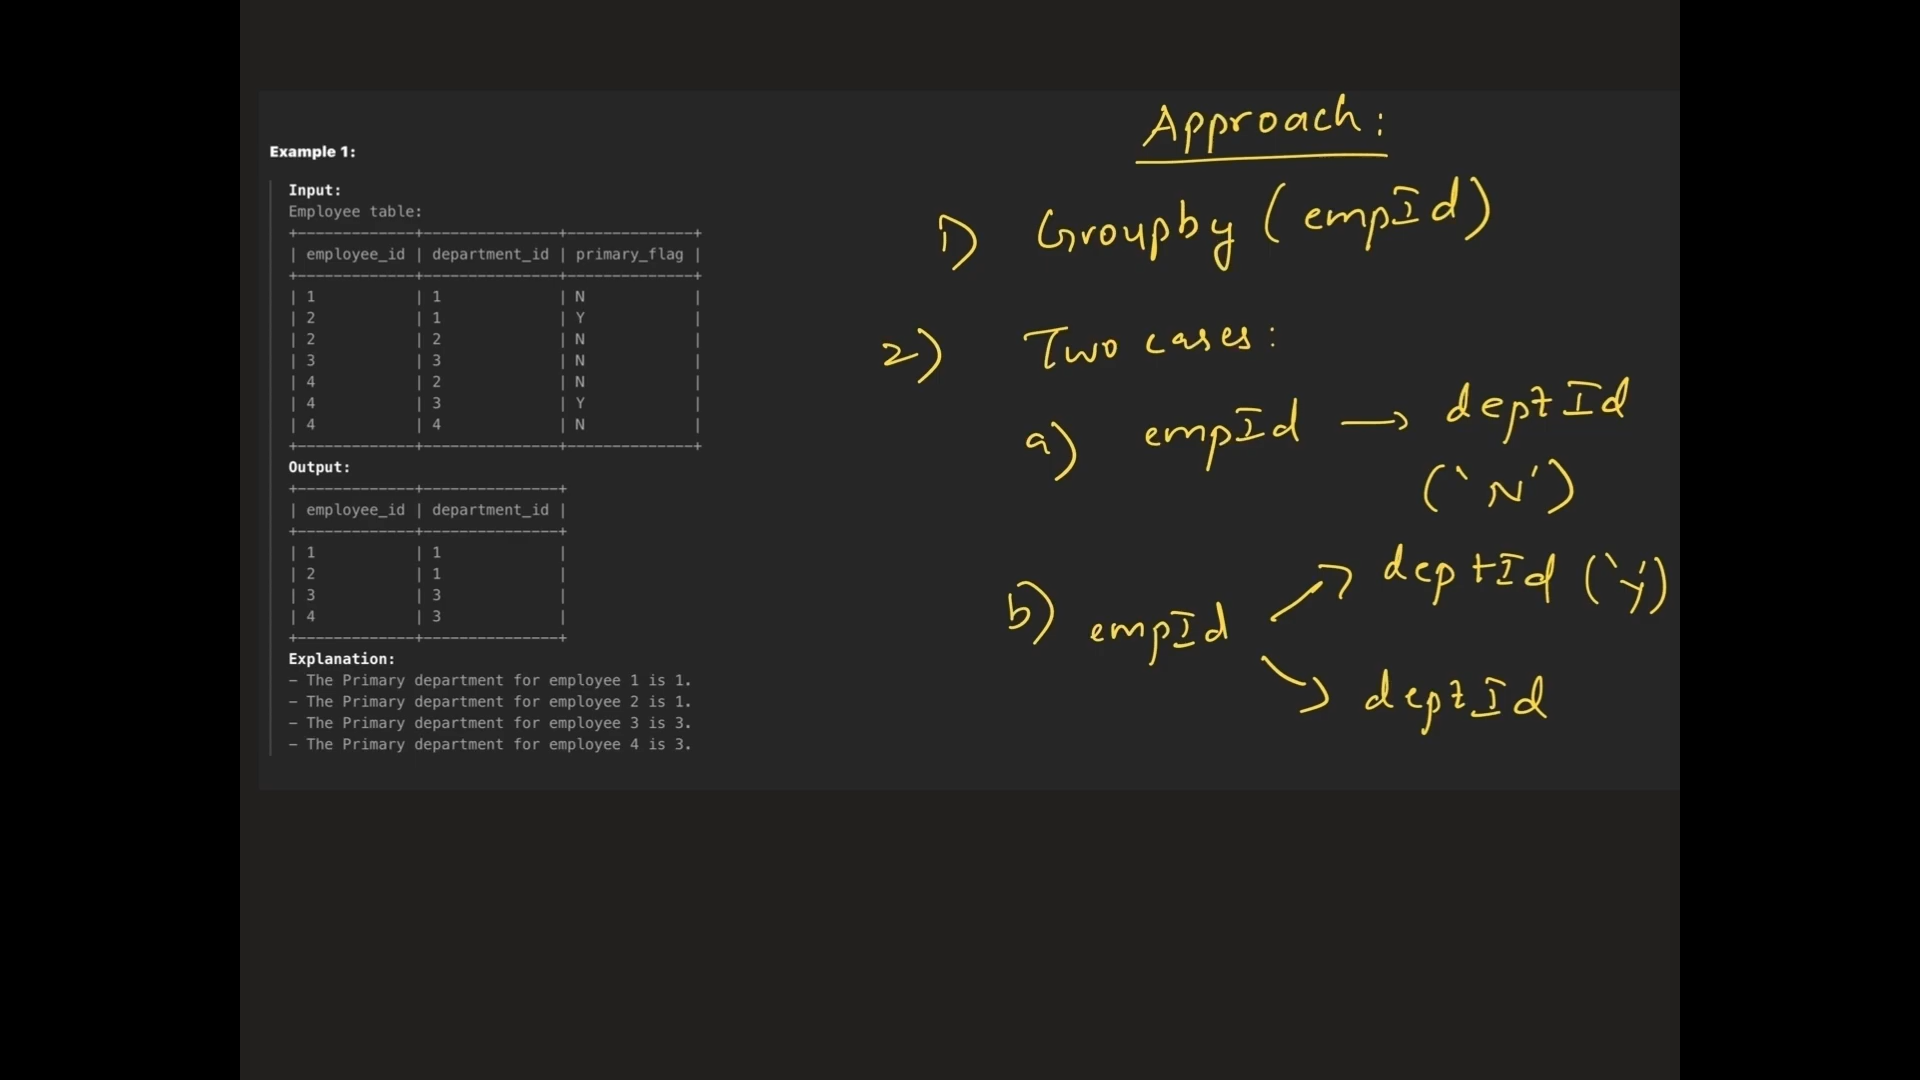 Example 1:
Input:
Employee table:
+-------------+---------------+--------------+
| employee_id | department_id | primary_flag |
+-------------+---------------+--------------+
| 1 | 1 | N |
| 2 | 1 | Y |
| 2 | 2 | N |
| 3 | 3 | N |
| 4 | 2 | N |
| 4 | 3 | Y |
| 4 | 4 | N |
+-------------+---------------+--------------+
Output:
+-------------+---------------+
| employee_id | department_id |
+-------------+---------------+
| 1 | 1 |
| 2 | 1 |
| 3 | 3 |
| 4 | 3 |
+-------------+---------------+
Explanation:
- The Primary department for employee 1 is 1.
- The Primary department for employee 2 is 1.
- The Primary department for employee 3 is 3.
- The Primary department for employee 4 is 3.
Approach:
1) Groupby (empId)
2) Two cases:
a) empId → deptId
('N')
b) empId → deptId ('Y')
→ deptId